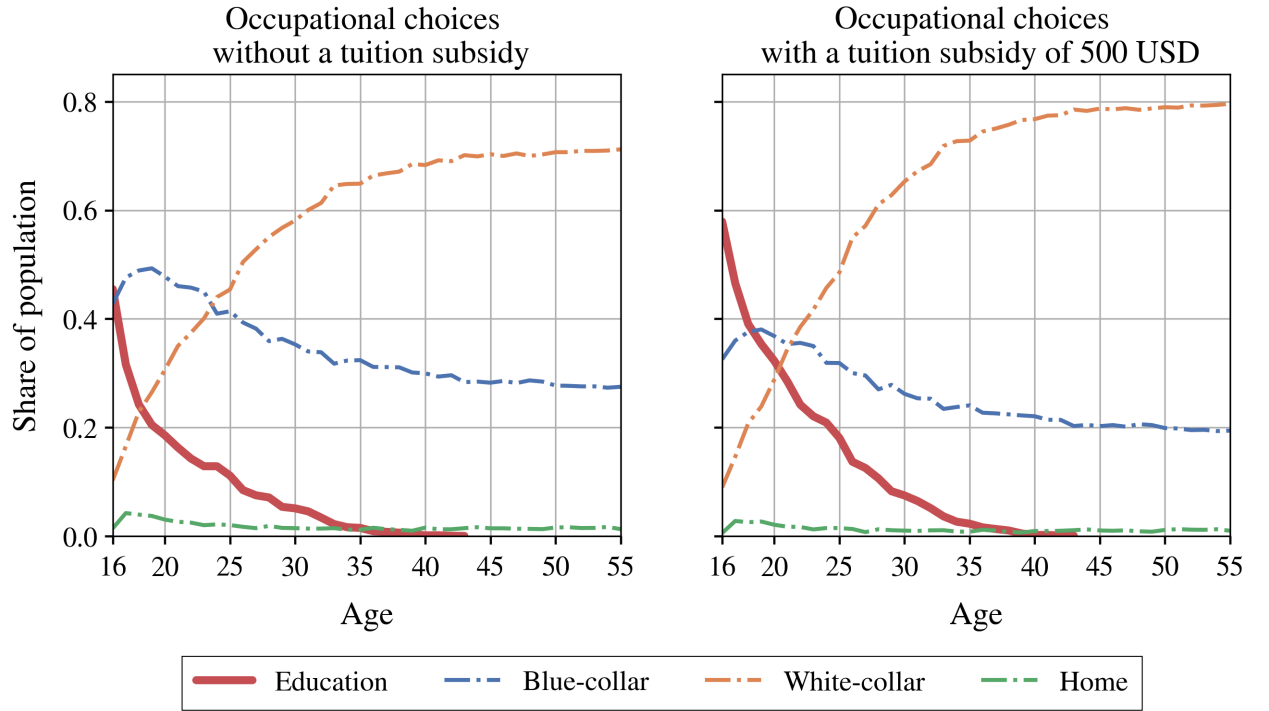 Occupational choices
without a tuition subsidy
Occupational choices
with a tuition subsidy of 500 USD
Share of population
0.8
0.6
0.4
0.2
0.0
16 20 25 30 35 40 45 50 55
16 20 25 30 35 40 45 50 55
Age
Age
Education Blue-collar White-collar Home